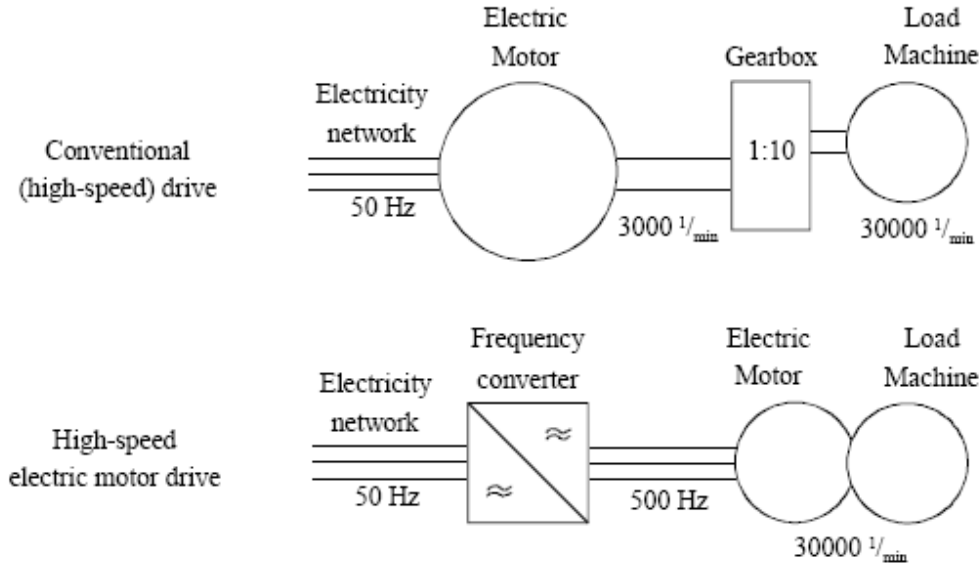 Conventional
(high-speed) drive
Electricity
network
50 Hz
Electric
Motor
3000 1/min
Gearbox
1:10
Load
Machine
30000 1/min
High-speed
electric motor drive
Electricity
network
50 Hz
Frequency
converter
≈
≈
500 Hz
Electric
Motor
Load
Machine
30000 1/min